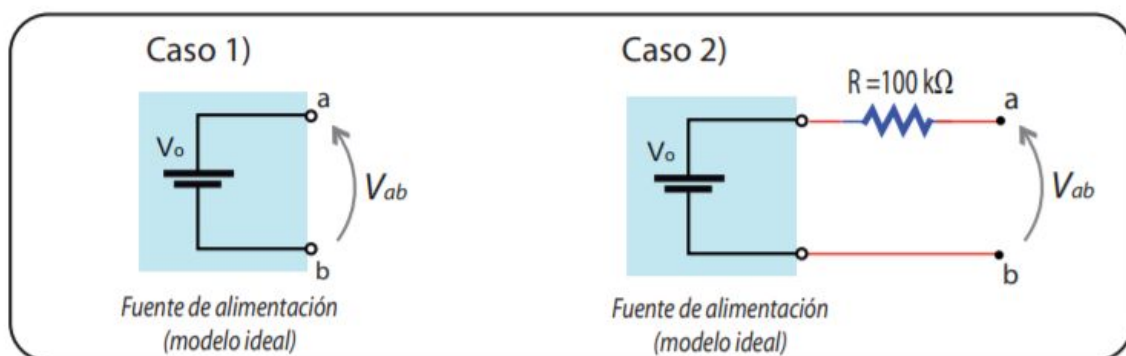 Caso 1)
a
Vo
Vab
b
Fuente de alimentación
(modelo ideal)
Caso 2)
R =100 kΩ
a
Vo
Vab
b
Fuente de alimentación
(modelo ideal)